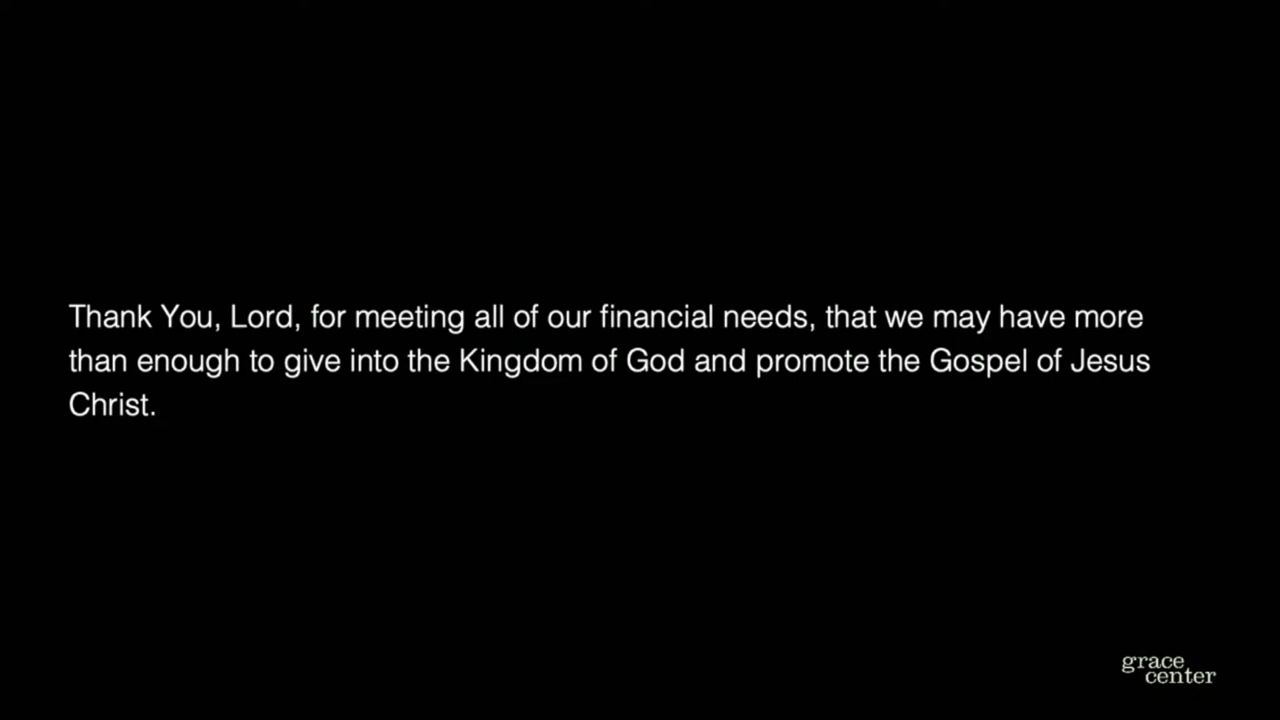 Thank You, Lord, for meeting all of our financial needs, that we may have more
than enough to give into the Kingdom of God and promote the Gospel of Jesus
Christ.
grace
center